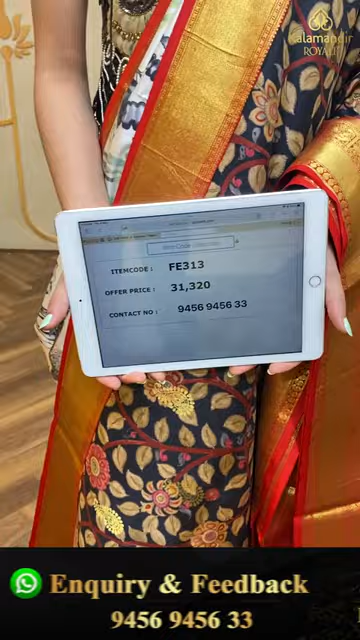 Kalamandir
ROYALE
ITEMCODE : FE313
OFFER PRICE : 31,320
CONTACT NO : 9456 9456 33
Enquiry & Feedback
9456 9456 33